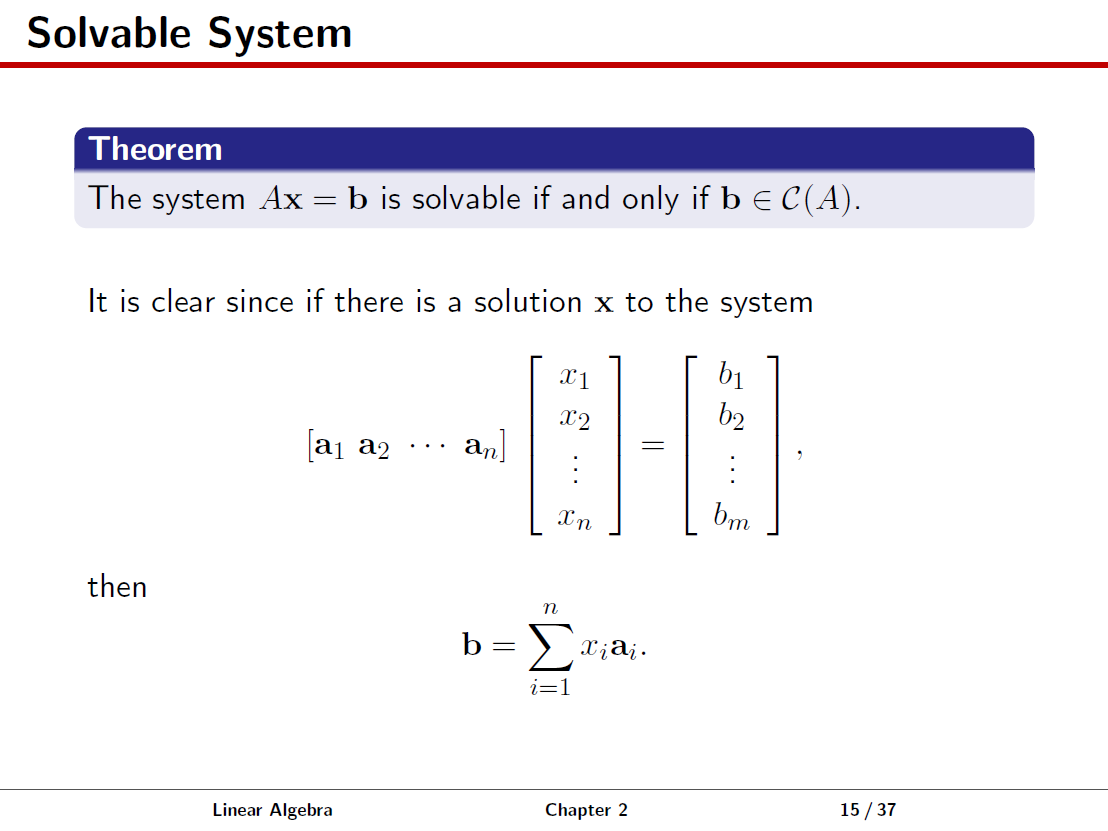 Solvable System
Theorem
The system Ax = b is solvable if and only if b ∈ 𝒞(A).
It is clear since if there is a solution x to the system
[a₁ a₂ ⋯ aₙ] [x₁ x₂ ⋮ xₙ] = [b₁ b₂ ⋮ bₘ],
then
b = ∑ᵢ₌₁ⁿ xᵢaᵢ.
Linear Algebra Chapter 2 15 / 37